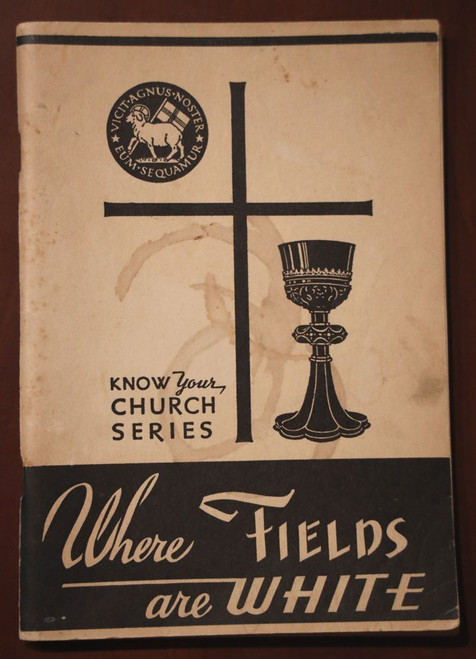 VICIT·AGNUS·NOSTER
★ EUM·SEQUAMUR ★
KNOW Your
CHURCH
SERIES
Where FIELDS
are WHITE